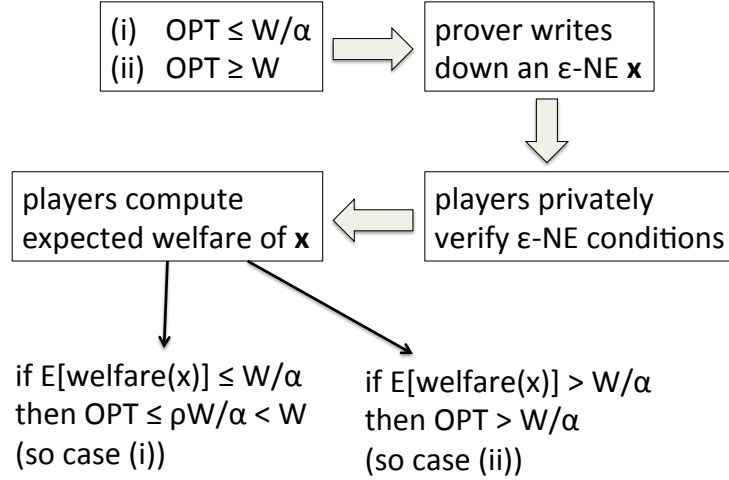 (i) OPT ≤ W/α
(ii) OPT ≥ W
prover writes
down an ε-NE x
players privately
verify ε-NE conditions
players compute
expected welfare of x
if E[welfare(x)] ≤ W/α
then OPT ≤ ρW/α < W
(so case (i))
if E[welfare(x)] > W/α
then OPT > W/α
(so case (ii))